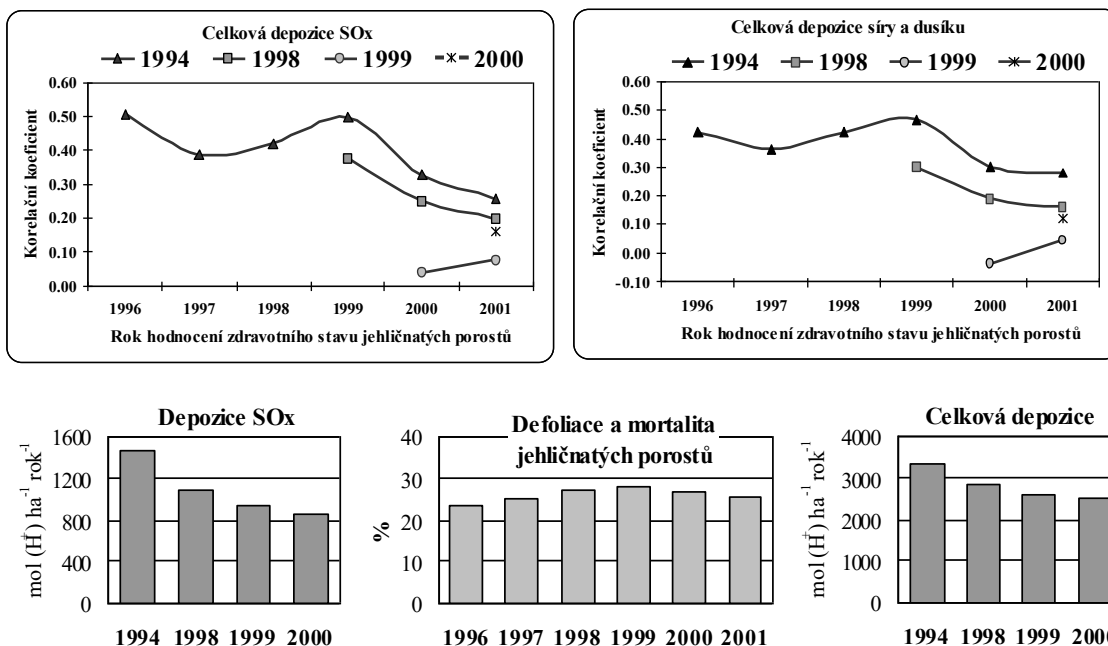 Celková depozice SOx
1994 1998 1999 2000
0.60
0.50
0.40
0.30
0.20
0.10
0.00
Korelační koeficient
1996 1997 1998 1999 2000 2001
Rok hodnocení zdravotního stavu jehličnatých porostů
Celková depozice síry a dusíku
1994 1998 1999 2000
0.60
0.50
0.40
0.30
0.20
0.10
0.00
-0.10
Korelační koeficient
1996 1997 1998 1999 2000 2001
Rok hodnocení zdravotního stavu jehličnatých porostů
Depozice SOx
1600
1200
800
400
0
mol (H+) ha-1 rok-1
1994 1998 1999 2000
Defoliace a mortalita
jehličnatých porostů
40
30
20
10
0
%
1996 1997 1998 1999 2000 2001
Celková depozice
4000
3000
2000
1000
0
mol (H+) ha-1 rok-1
1994 1998 1999 2000